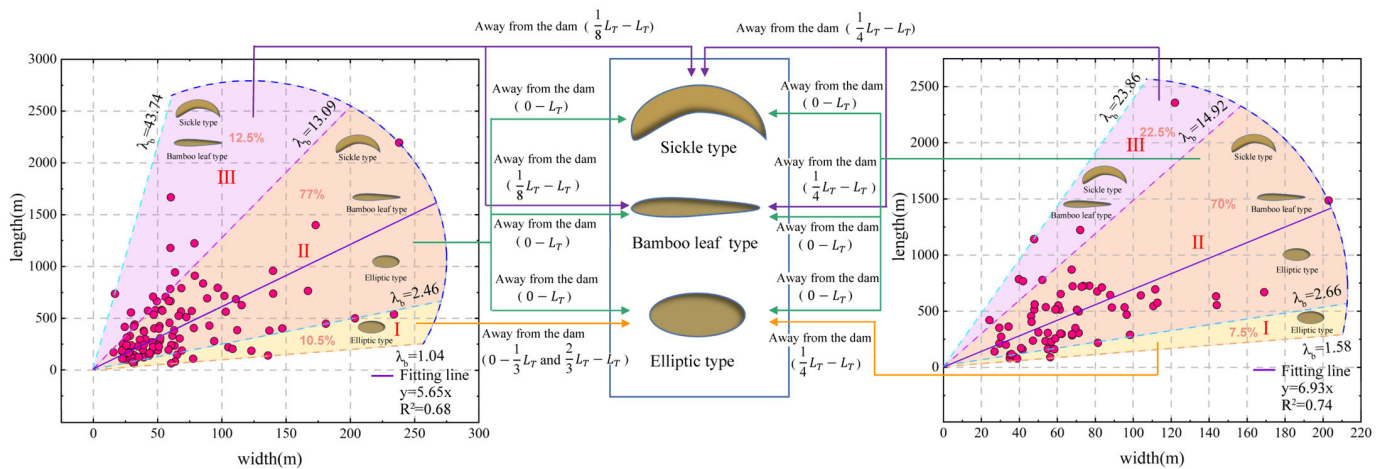 Away from the dam ( 1/8 L_T − L_T)
Away from the dam ( 1/4 L_T − L_T)
3000
2500
2000
1500
1000
500
0
length(m)
0
50
100
150
200
250
300
width(m)
λ_b=43.74
λ_b=13.09
λ_b=2.46
λ_b=1.04
Sickle type
Bamboo leaf type
12.5%
III
Sickle type
77%
Bamboo leaf type
II
Elliptic type
I
10.5%
Elliptic type
Fitting line
y=5.65x
R²=0.68
Away from the dam
( 0 − L_T)
Away from the dam
( 1/8 L_T − L_T)
Away from the dam
( 0 − L_T)
Away from the dam
( 0 − L_T)
Away from the dam
( 0 − 1/3 L_T and 2/3 L_T − L_T)
Sickle type
Bamboo leaf type
Elliptic type
Away from the dam
( 0 − L_T)
Away from the dam
( 1/4 L_T − L_T)
Away from the dam
( 0 − L_T)
Away from the dam
( 0 − L_T)
Away from the dam
( 1/4 L_T − L_T)
2500
2000
1500
1000
500
0
length(m)
0
20
40
60
80
100
120
140
160
180
200
220
width(m)
λ_b=23.86
λ_b=14.92
λ_b=2.66
λ_b=1.58
22.5%
III
Sickle type
Bamboo leaf type
Sickle type
70%
Bamboo leaf type
II
Elliptic type
I
7.5%
Elliptic type
Fitting line
y=6.93x
R²=0.74